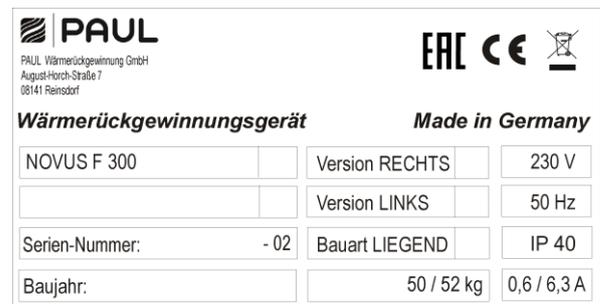 PAUL
PAUL Wärmerückgewinnung GmbH
August-Horch-Straße 7
08141 Reinsdorf
EAC CE
Wärmerückgewinnungsgerät Made in Germany
NOVUS F 300 Version RECHTS 230 V
Version LINKS 50 Hz
Serien-Nummer: - 02 Bauart LIEGEND IP 40
Baujahr: 50 / 52 kg 0,6 / 6,3 A